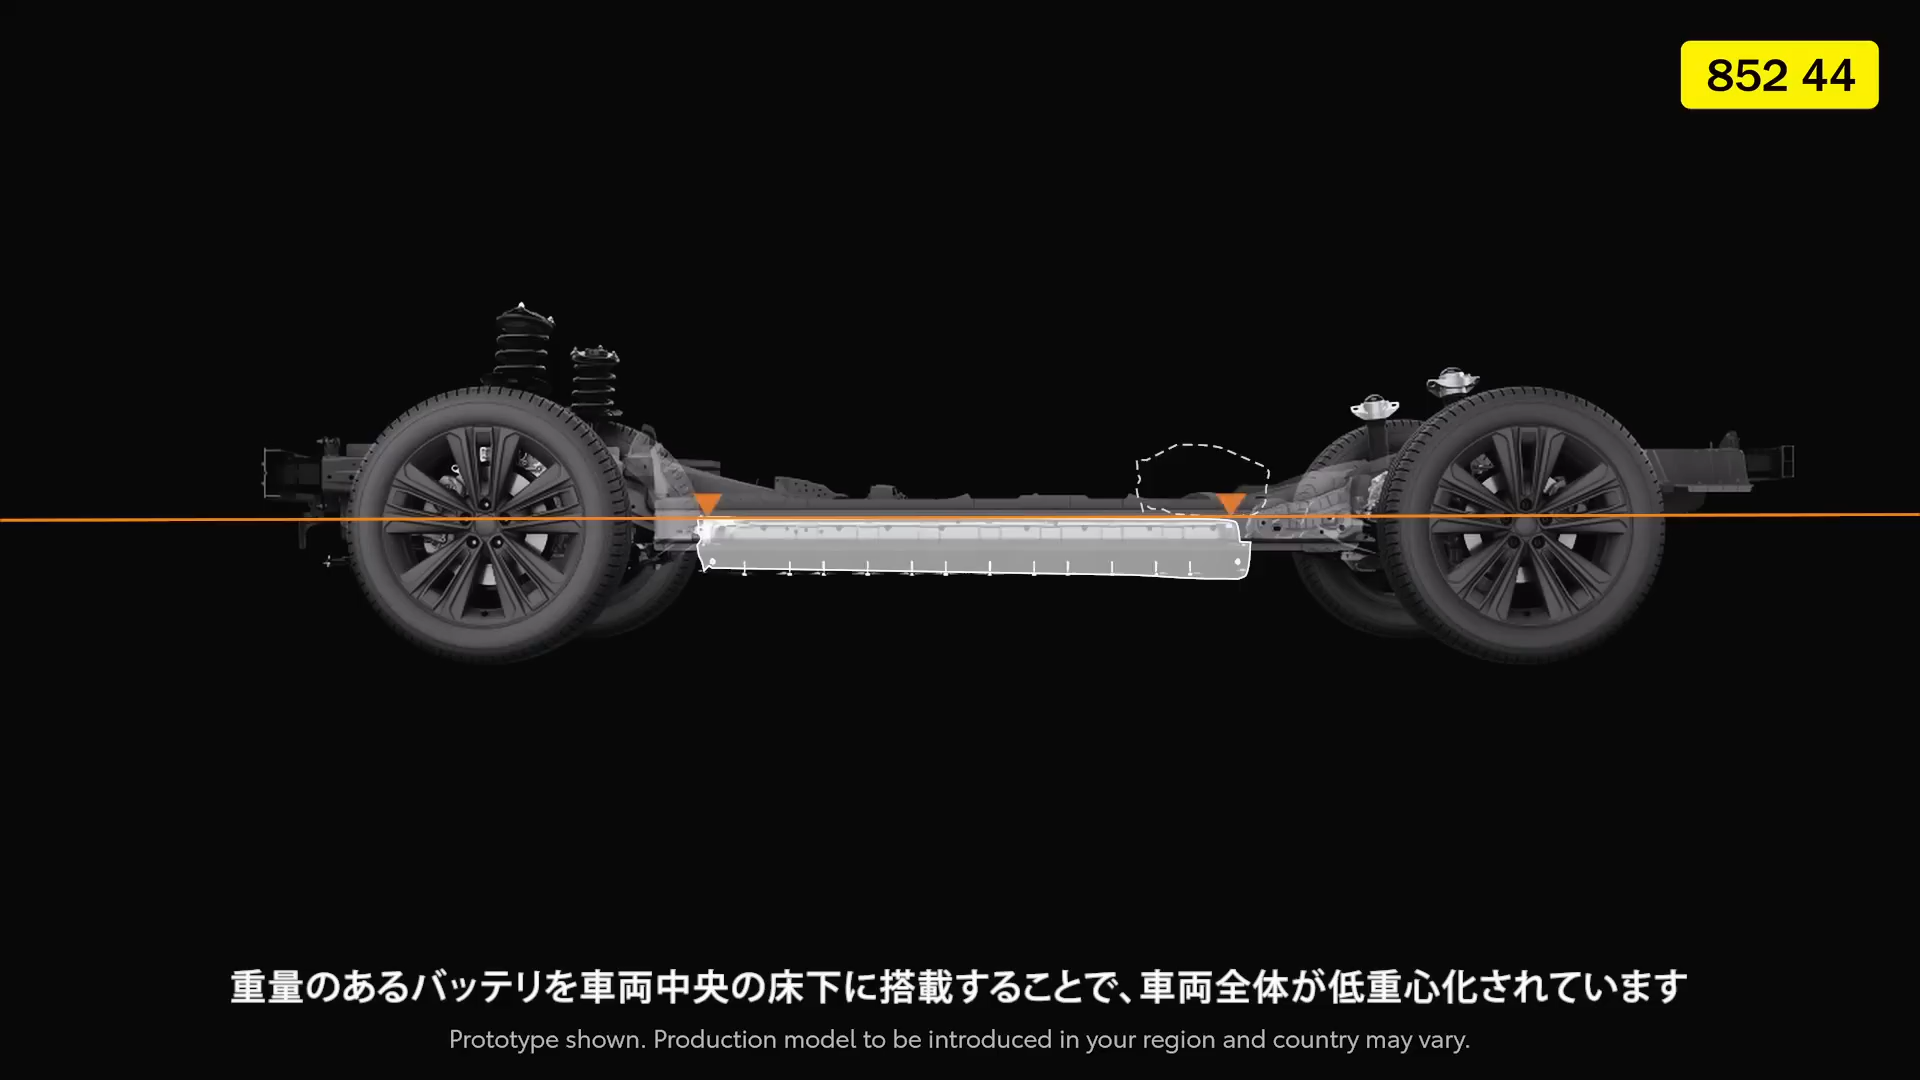 852 44
重量のあるバッテリを車両中央の床下に搭載することで、車両全体が低重心化されています
Prototype shown. Production model to be introduced in your region and country may vary.